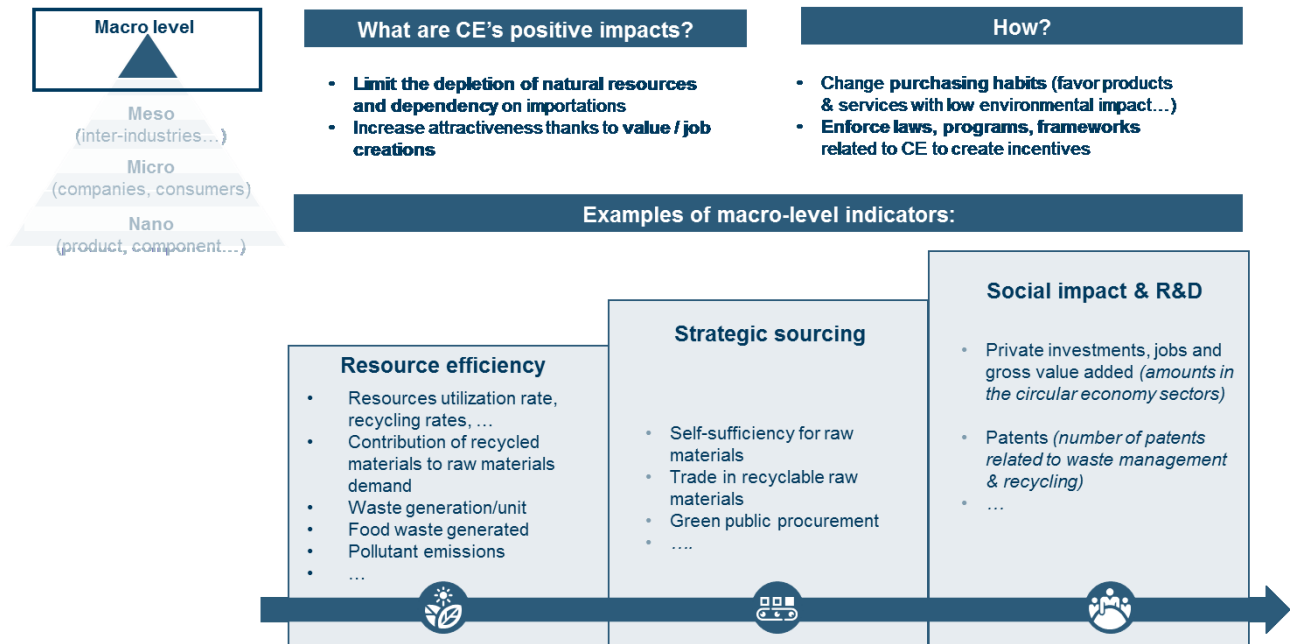 Macro level
Meso
(inter-industries…)
Micro
(companies, consumers)
Nano
(product, component…)
What are CE’s positive impacts?
• Limit the depletion of natural resources
and dependency on importations
• Increase attractiveness thanks to value / job
creations
How?
• Change purchasing habits (favor products
& services with low environmental impact…)
• Enforce laws, programs, frameworks
related to CE to create incentives
Examples of macro-level indicators:
Resource efficiency
• Resources utilization rate,
recycling rates, …
• Contribution of recycled
materials to raw materials
demand
• Waste generation/unit
• Food waste generated
• Pollutant emissions
• …
Strategic sourcing
• Self-sufficiency for raw
materials
• Trade in recyclable raw
materials
• Green public procurement
• ….
Social impact & R&D
• Private investments, jobs and
gross value added (amounts in
the circular economy sectors)
• Patents (number of patents
related to waste management
& recycling)
• …